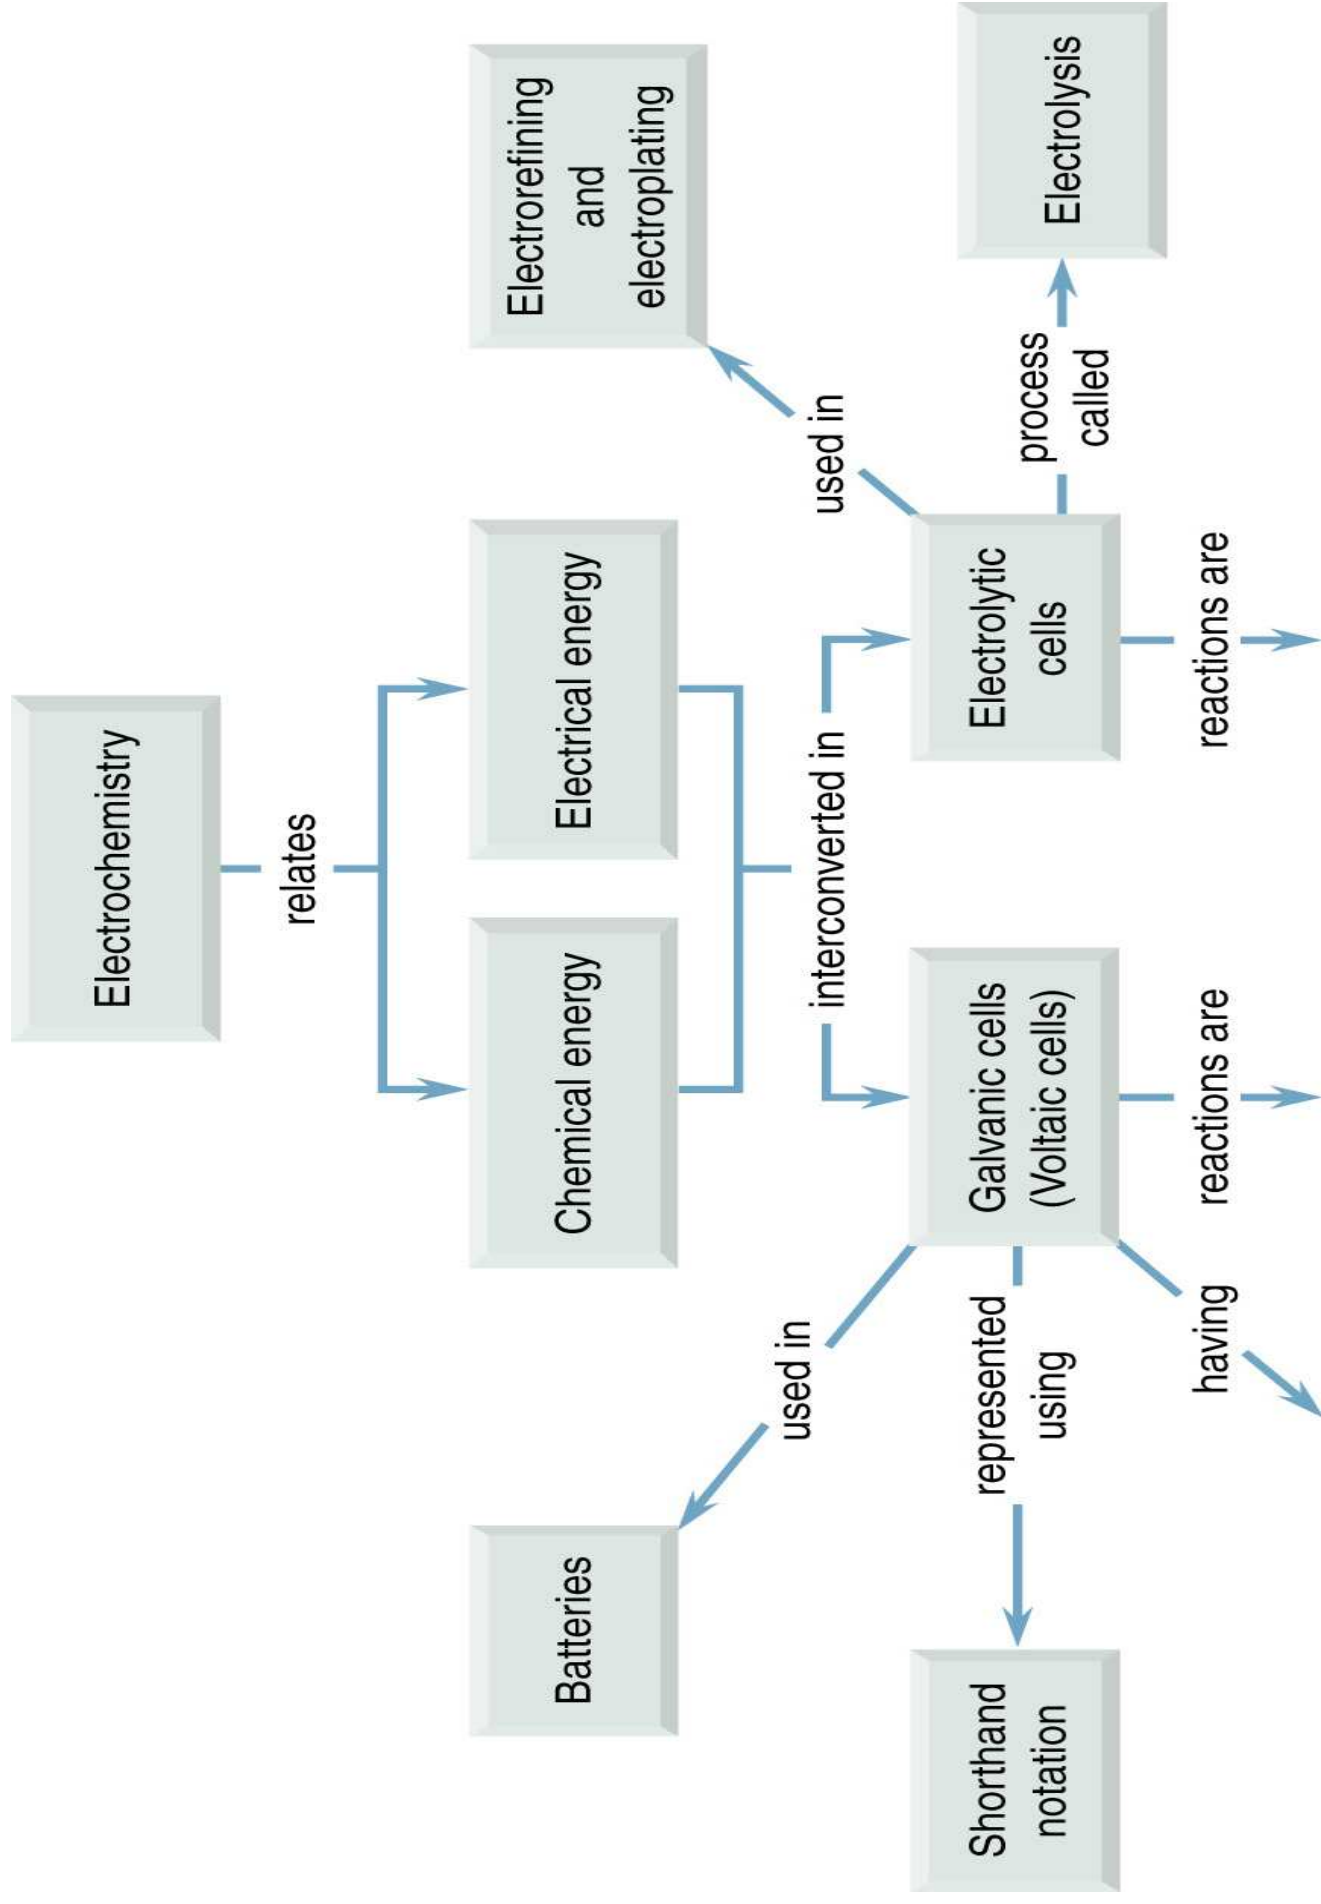 Electrochemistry
relates
Chemical energy
Electrical energy
interconverted in
Batteries
used in
Shorthand
notation
represented
using
Galvanic cells
(Voltaic cells)
having
reactions are
Electrolytic
cells
used in
Electrorefining
and
electroplating
process
called
Electrolysis
reactions are